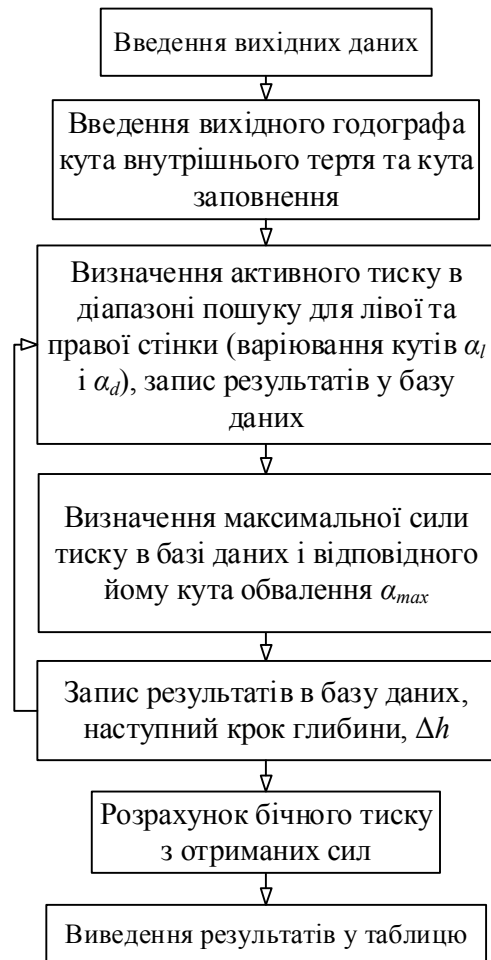 Введення вихідних даних
Введення вихідного годографа
кута внутрішнього тертя та кута
заповнення
Визначення активного тиску в
діапазоні пошуку для лівої та
правої стінки (варіювання кутів αl
і αd), запис результатів у базу
даних
Визначення максимальної сили
тиску в базі даних і відповідного
йому кута обвалення αmax
Запис результатів в базу даних,
наступний крок глибини, Δh
Розрахунок бічного тиску
з отриманих сил
Виведення результатів у таблицю